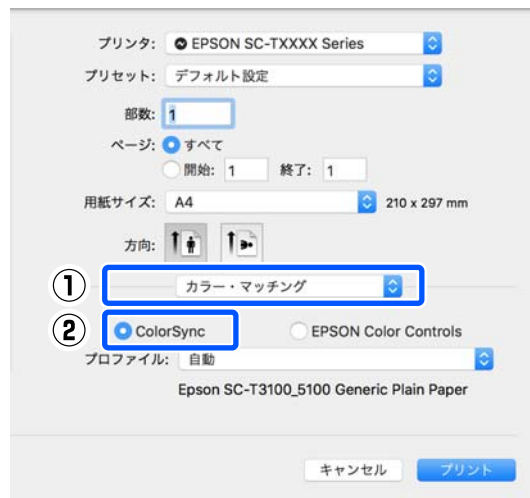 プリンタ: EPSON SC-TXXXX Series
プリセット: デフォルト設定
部数: 1
ページ: すべて
開始: 1 終了: 1
用紙サイズ: A4 210 x 297 mm
方向:
① カラー・マッチング
② ColorSync EPSON Color Controls
プロファイル: 自動
Epson SC-T3100_5100 Generic Plain Paper
キャンセル プリント